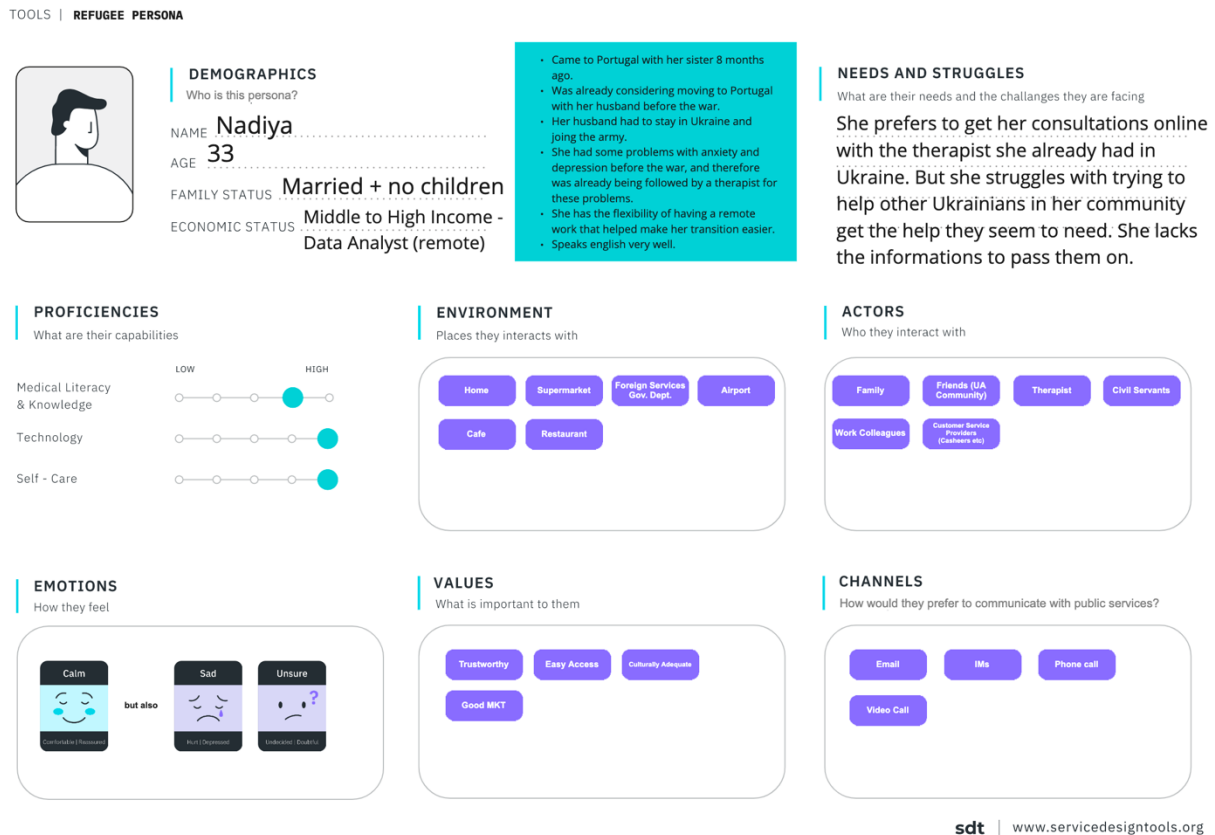 TOOLS | REFUGEE PERSONA
DEMOGRAPHICS
Who is this persona?
NAME Nadiya
AGE 33
FAMILY STATUS Married + no children
ECONOMIC STATUS Middle to High Income -
Data Analyst (remote)
• Came to Portugal with her sister 8 months
ago.
• Was already considering moving to Portugal
with her husband before the war.
• Her husband had to stay in Ukraine and
joing the army.
• She had some problems with anxiety and
depression before the war, and therefore
was already being followed by a therapist for
these problems.
• She has the flexibility of having a remote
work that helped make her transition easier.
• Speaks english very well.
NEEDS AND STRUGGLES
What are their needs and the challanges they are facing
She prefers to get her consultations online
with the therapist she already had in
Ukraine. But she struggles with trying to
help other Ukrainians in her community
get the help they seem to need. She lacks
the informations to pass them on.
PROFICIENCIES
What are their capabilities
LOW HIGH
Medical Literacy
& Knowledge
Technology
Self - Care
ENVIRONMENT
Places they interacts with
Home
Supermarket
Foreign Services
Gov. Dept.
Airport
Cafe
Restaurant
ACTORS
Who they interact with
Family
Friends (UA
Community)
Therapist
Civil Servants
Work Colleagues
Customer Service
Providers
(Casheers etc)
EMOTIONS
How they feel
Calm
Comfortable | Reassured
but also
Sad
Hurt | Depressed
Unsure
?
Undecided | Doubtful
VALUES
What is important to them
Trustworthy
Easy Access
Culturally Adequate
Good MKT
CHANNELS
How would they prefer to communicate with public services?
Email
IMs
Phone call
Video Call
sdt | www.servicedesigntools.org